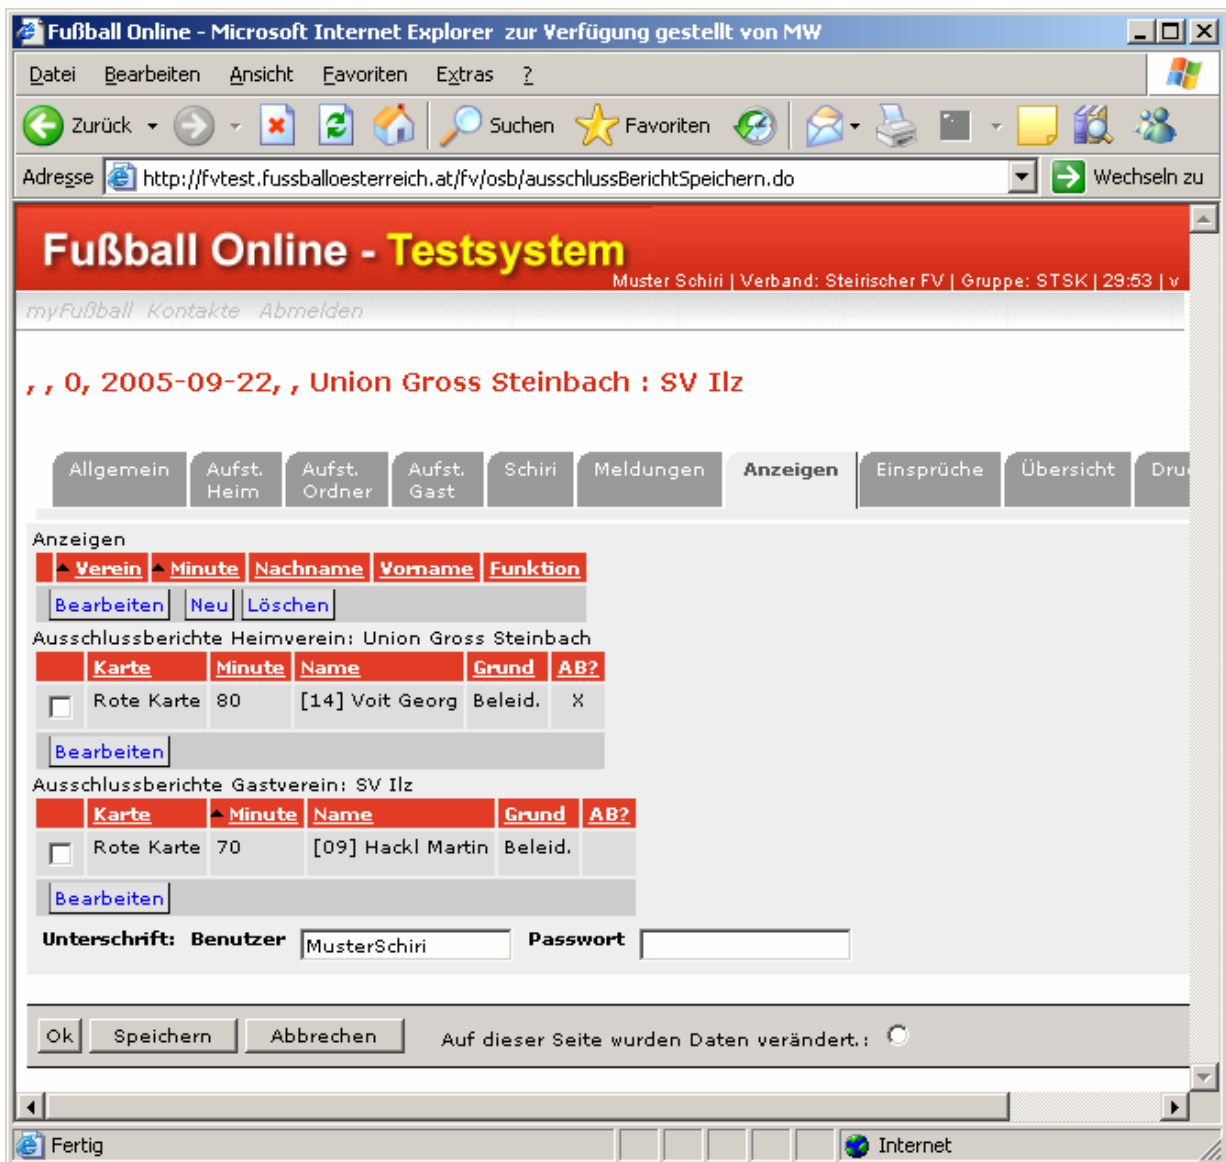 Fußball Online - Microsoft Internet Explorer zur Verfügung gestellt von MW
Datei Bearbeiten Ansicht Favoriten Extras ?
Zurück Suchen Favoriten
Adresse http://fvtest.fussballoesterreich.at/fv/osb/ausschlussBerichtSpeichern.do Wechseln zu
Fußball Online - Testsystem
Muster Schiri | Verband: Steirischer FV | Gruppe: STSK | 29:53 | v
myFußball Kontakte Abmelden
, , 0, 2005-09-22, , Union Gross Steinbach : SV Ilz
Allgemein Aufst. Heim Aufst. Ordner Aufst. Gast Schiri Meldungen Anzeigen Einsprüche Übersicht Druc
Anzeigen
Verein Minute Nachname Vorname Funktion
Bearbeiten Neu Löschen
Ausschlussberichte Heimverein: Union Gross Steinbach
Karte Minute Name Grund AB?
Rote Karte 80 [14] Voit Georg Beleid. X
Bearbeiten
Ausschlussberichte Gastverein: SV Ilz
Karte Minute Name Grund AB?
Rote Karte 70 [09] Hackl Martin Beleid.
Bearbeiten
Unterschrift: Benutzer MusterSchiri Passwort
Ok Speichern Abbrechen Auf dieser Seite wurden Daten verändert.:
Fertig Internet